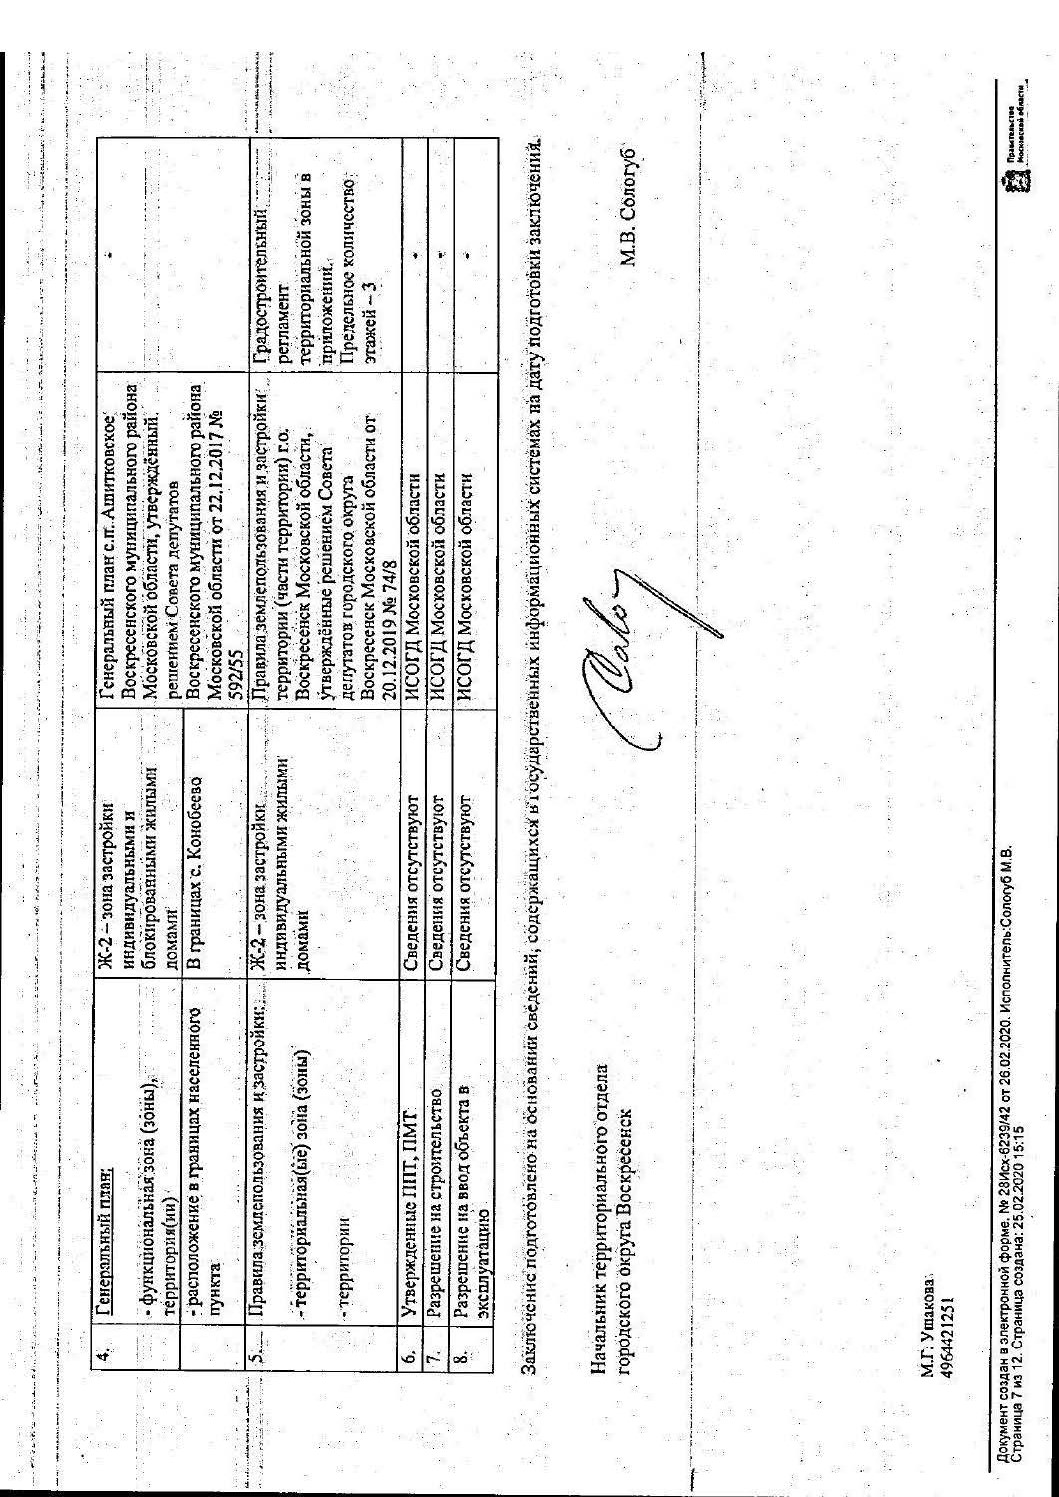 4.
Генеральный план:
- функциональная зона (зоны),
территория(ии)
Ж-2 – зона застройки
индивидуальными и
блокированными жилыми
домами
Генеральный план с.п. Ашитковское
Воскресенского муниципального района
Московской области, утверждённый
решением Совета депутатов
Воскресенского муниципального района
Московской области от 22.12.2017 №
592/55
-
- расположение в границах населенного
пункта
В границах с. Конобеево
5.
Правила землепользования и застройки:
- территориальная(ые) зона (зоны)
- территории
Ж-2 – зона застройки
индивидуальными жилыми
домами
Правила землепользования и застройки
территории (части территории) г.о.
Воскресенск Московской области,
утверждённые решением Совета
депутатов городского округа
Воскресенск Московской области от
20.12.2019 № 74/8
Градостроительный
регламент
территориальной зоны в
приложении.
Предельное количество
этажей – 3
6.
Утвержденные ППТ, ПМТ
Сведения отсутствуют
ИСОГД Московской области
-
7.
Разрешение на строительство
Сведения отсутствуют
ИСОГД Московской области
-
8.
Разрешение на ввод объекта в
эксплуатацию
Сведения отсутствуют
ИСОГД Московской области
-
Заключение подготовлено на основании сведений, содержащихся в государственных информационных системах на дату подготовки заключения.
Начальник территориального отдела
городского округа Воскресенск
М.В. Сологуб
М.Г. Ушакова
4964421251
Документ создан в электронной форме. № 28Исх-6239/42 от 26.02.2020. Исполнитель:Сологуб М.В.
Страница 7 из 12. Страница создана: 25.02.2020 15:15
Правительство
Московской области